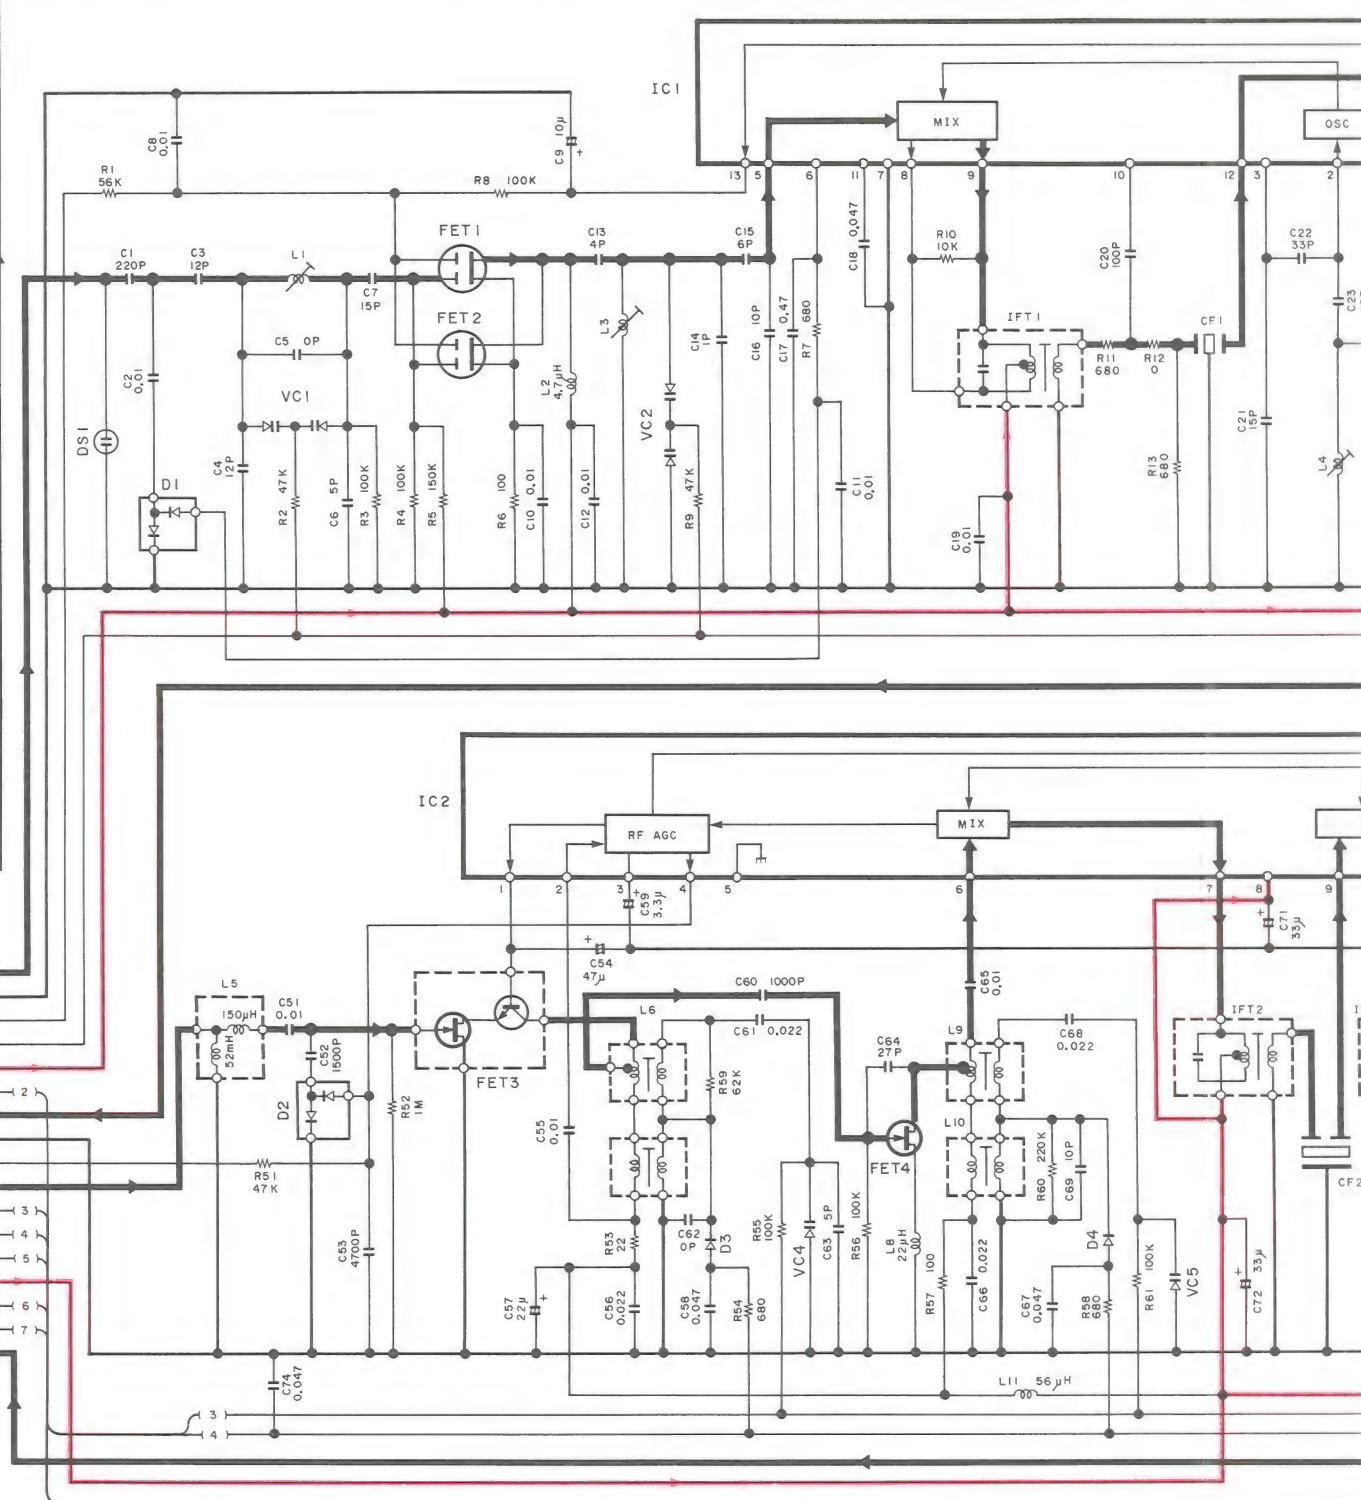 IC1
MIX
OSC
C8
0.01
C9 10μ
+
R1
56K
R8 100K
13
5
6
11
7
8
9
10
12
3
2
FET1
C1
220P
C3
12P
L1
C7
15P
C13
4P
C15
6P
C18 0.047
R10
10K
C20
100P
C22
33P
C23
FET2
L3
IFT1
CF1
C5 0P
C2
0.01
VC1
L2
4.7μH
C14
1P
C16 10P
C17 0.47
R7 680
R11
680
R12
0
DS1
C4
12P
R2 47K
C6 5P
R3 100K
R4 100K
R5 150K
R6 100
C10 0.01
C12 0.01
VC2
R9 47K
C11
0.01
C21
15P
R13
680
L4
D1
C19
0.01
IC2
RF AGC
MIX
1
2
3
4
5
6
7
8
9
+
C59
3.3μ
+
C71
33μ
+
C54
47μ
L5
150μH
52mH
C51
0.01
C60 1000P
C65
0.01
L6
C61 0.022
C64
27P
L9
C68
0.022
IFT2
C52
1500P
FET3
R59
62K
2
D2
R52
1M
C55
0.01
FET4
L10
R60 220K
C69 10P
R51
47K
CF2
3
4
5
6
7
C53
4700P
R53
22
C62
0P
D3
R55
100K
VC4
C63 5P
R56 100K
L8
22μH
R57 100
C66 0.022
D4
R61 100K
VC5
C72 33μ
+
C57
22μ
+
C56
0.022
C58
0.047
R54
680
C67
0.047
R58
680
C74
0.047
L11 56μH
3
4